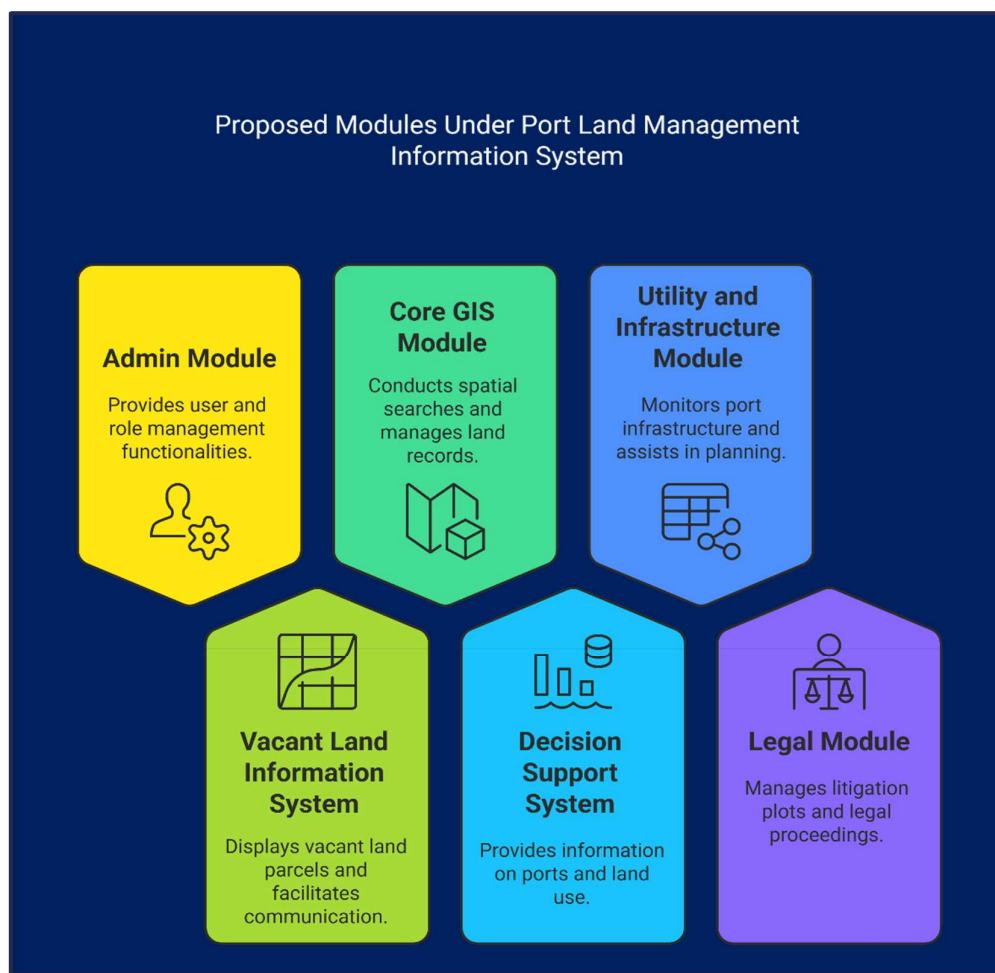 Proposed Modules Under Port Land Management
Information System
Admin Module
Provides user and
role management
functionalities.
Core GIS
Module
Conducts spatial
searches and
manages land
records.
Utility and
Infrastructure
Module
Monitors port
infrastructure and
assists in planning.
Vacant Land
Information
System
Displays vacant land
parcels and
facilitates
communication.
Decision
Support
System
Provides information
on ports and land
use.
Legal Module
Manages litigation
plots and legal
proceedings.